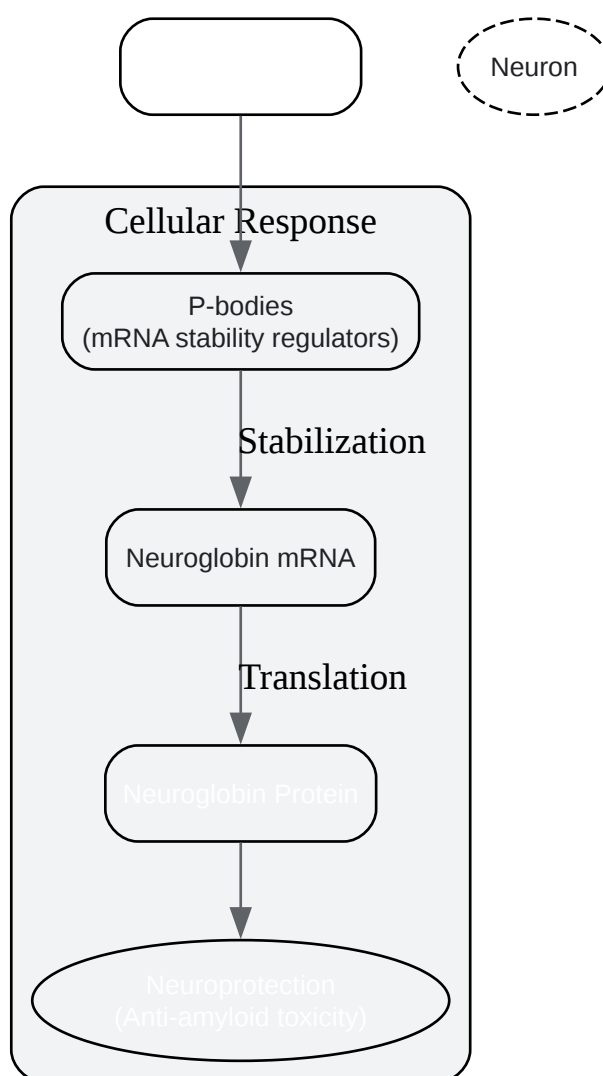 Neuron
Cellular Response
P-bodies
(mRNA stability regulators)
Stabilization
Neuroglobin mRNA
Translation
Neuroglobin Protein
Neuroprotection
(Anti-amyloid toxicity)